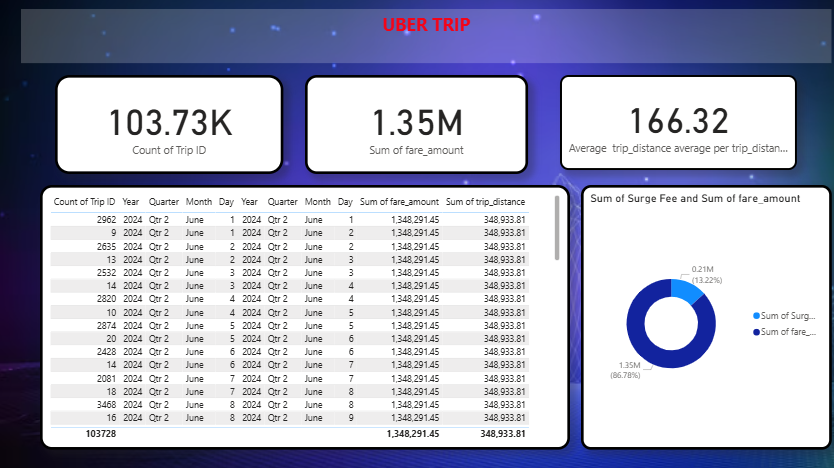 UBER TRIP
103.73K
Count of Trip ID
1.35M
Sum of fare_amount
166.32
Average trip_distance average per trip_distan...
Count of Trip ID Year Quarter Month Day Year Quarter Month Day Sum of fare_amount Sum of trip_distance
2962 2024 Qtr 2 June 1 2024 Qtr 2 June 1 1,348,291.45 348,933.81
9 2024 Qtr 2 June 1 2024 Qtr 2 June 2 1,348,291.45 348,933.81
2635 2024 Qtr 2 June 2 2024 Qtr 2 June 2 1,348,291.45 348,933.81
13 2024 Qtr 2 June 2 2024 Qtr 2 June 3 1,348,291.45 348,933.81
2532 2024 Qtr 2 June 3 2024 Qtr 2 June 3 1,348,291.45 348,933.81
14 2024 Qtr 2 June 3 2024 Qtr 2 June 4 1,348,291.45 348,933.81
2820 2024 Qtr 2 June 4 2024 Qtr 2 June 4 1,348,291.45 348,933.81
10 2024 Qtr 2 June 4 2024 Qtr 2 June 5 1,348,291.45 348,933.81
2874 2024 Qtr 2 June 5 2024 Qtr 2 June 5 1,348,291.45 348,933.81
20 2024 Qtr 2 June 5 2024 Qtr 2 June 6 1,348,291.45 348,933.81
2428 2024 Qtr 2 June 6 2024 Qtr 2 June 6 1,348,291.45 348,933.81
14 2024 Qtr 2 June 6 2024 Qtr 2 June 7 1,348,291.45 348,933.81
2081 2024 Qtr 2 June 7 2024 Qtr 2 June 7 1,348,291.45 348,933.81
18 2024 Qtr 2 June 7 2024 Qtr 2 June 8 1,348,291.45 348,933.81
3468 2024 Qtr 2 June 8 2024 Qtr 2 June 8 1,348,291.45 348,933.81
16 2024 Qtr 2 June 8 2024 Qtr 2 June 9 1,348,291.45 348,933.81
103728 1,348,291.45 348,933.81
Sum of Surge Fee and Sum of fare_amount
0.21M
(13.22%)
Sum of Surg...
Sum of fare_...
1.35M
(86.78%)